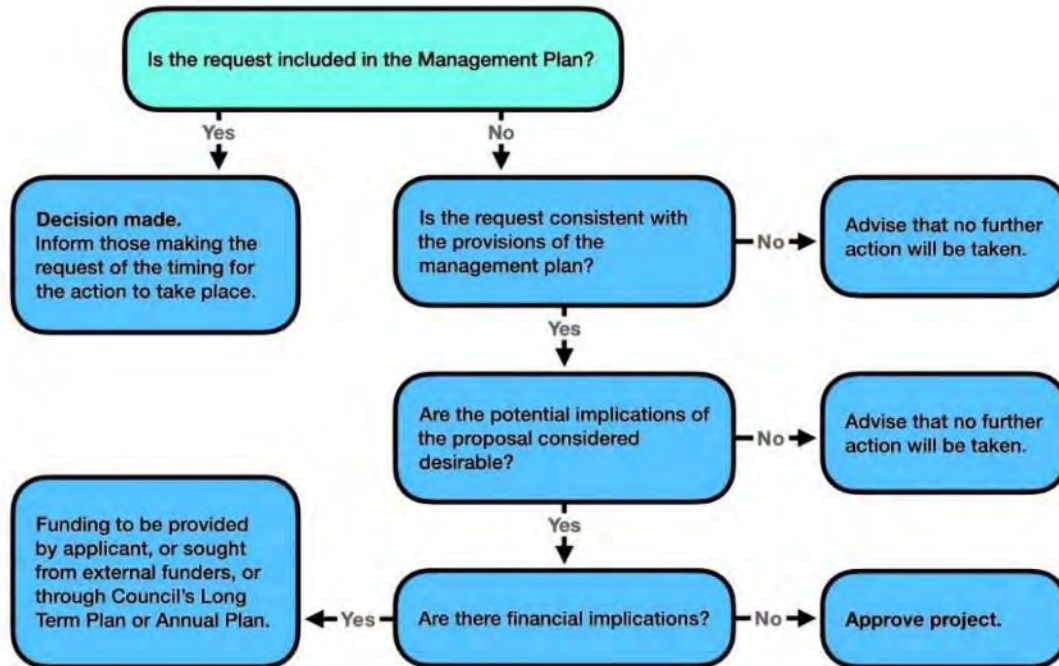 Is the request included in the Management Plan?
Yes
No
Decision made.
Inform those making the
request of the timing for
the action to take place.
Is the request consistent with
the provisions of the
management plan?
No
Advise that no further
action will be taken.
Yes
Are the potential implications of
the proposal considered
desirable?
No
Advise that no further
action will be taken.
Yes
Funding to be provided
by applicant, or sought
from external funders, or
through Council's Long
Term Plan or Annual Plan.
Yes
Are there financial implications?
No
Approve project.